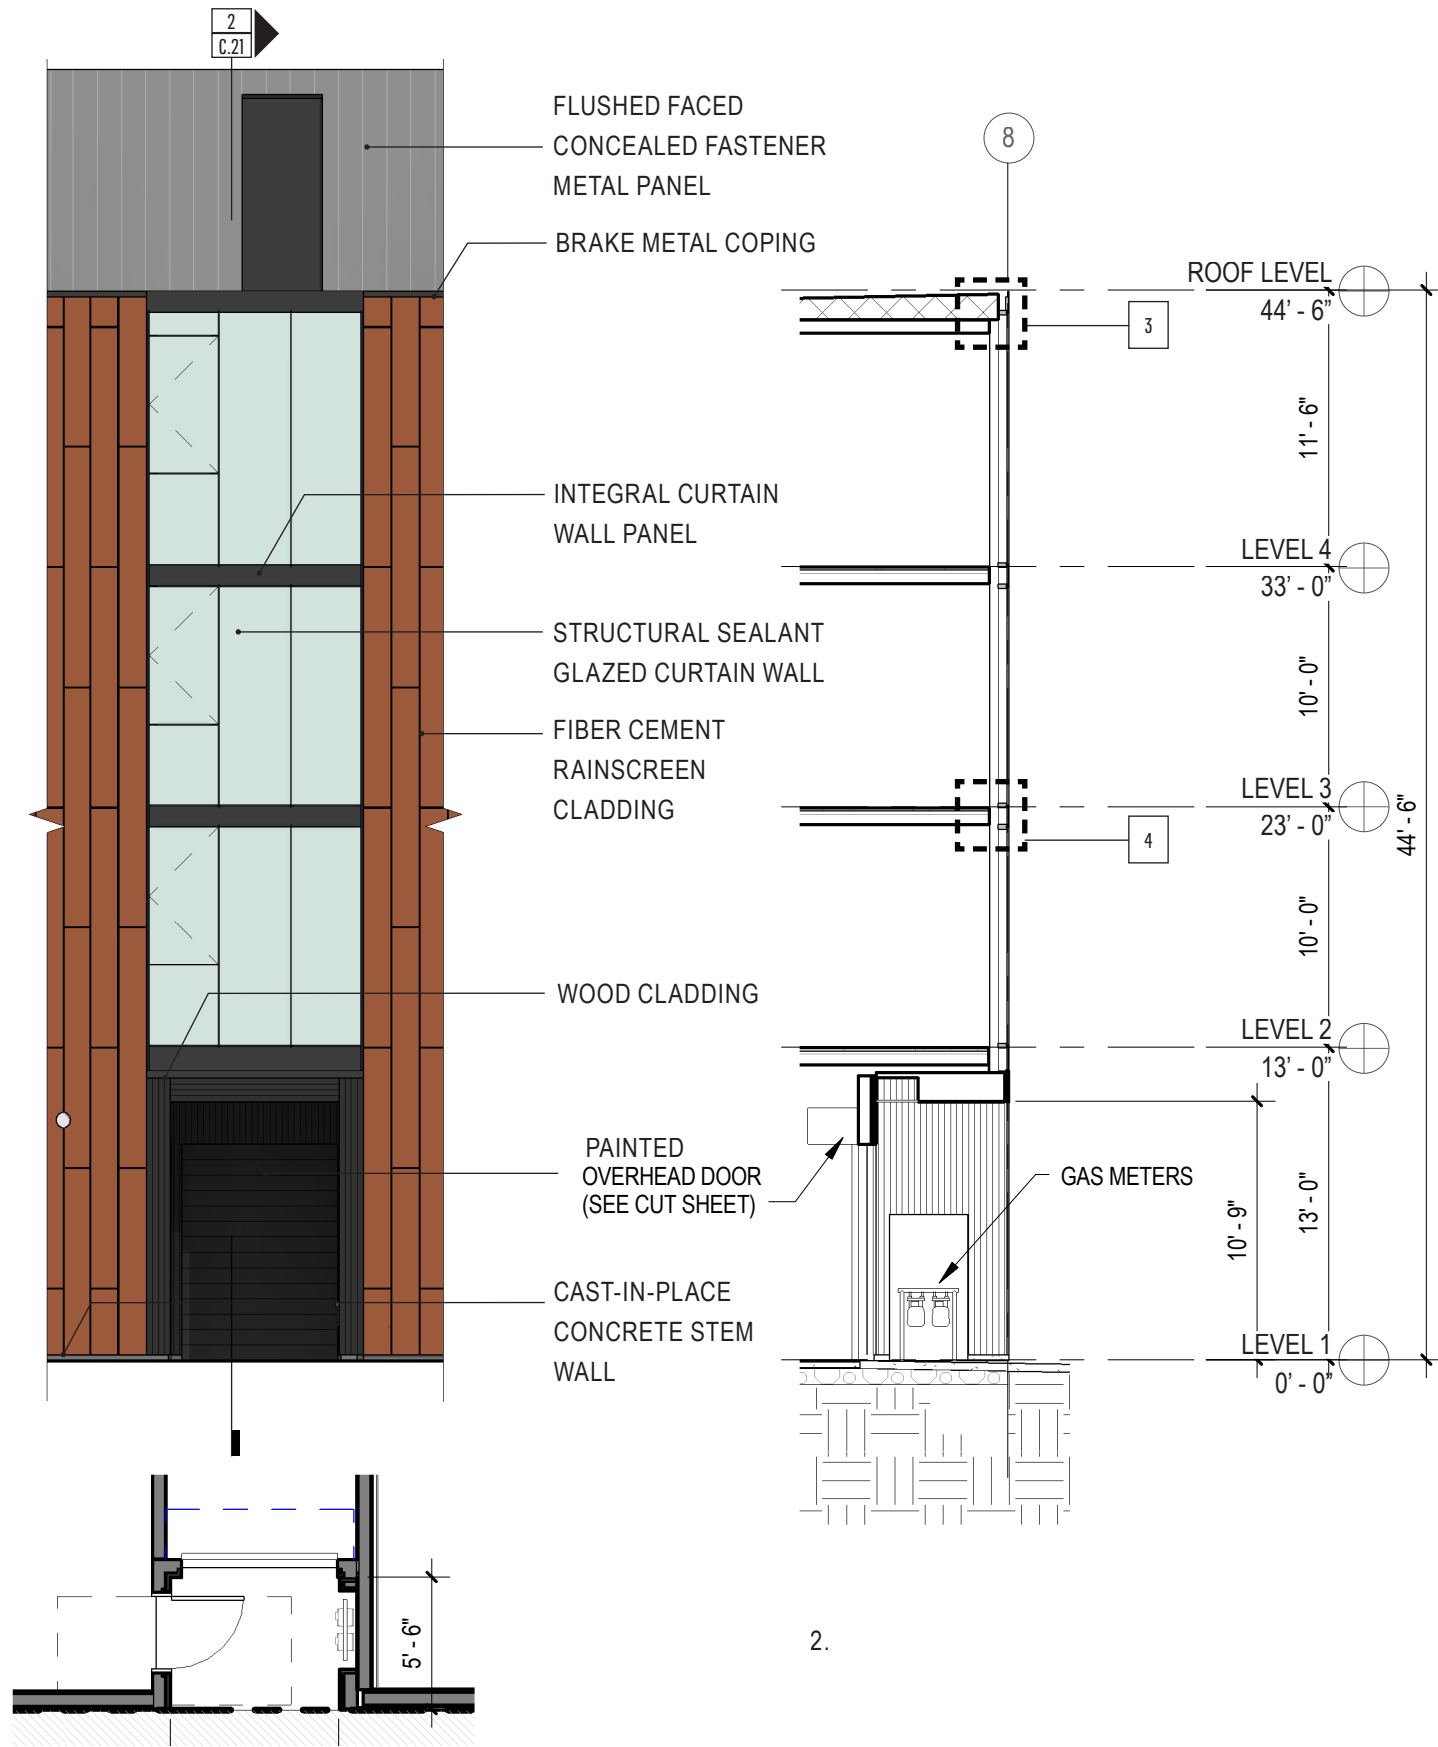 2
C.21
FLUSHED FACED
CONCEALED FASTENER
METAL PANEL
BRAKE METAL COPING
INTEGRAL CURTAIN
WALL PANEL
STRUCTURAL SEALANT
GLAZED CURTAIN WALL
FIBER CEMENT
RAINSCREEN
CLADDING
WOOD CLADDING
PAINTED
OVERHEAD DOOR
(SEE CUT SHEET)
CAST-IN-PLACE
CONCRETE STEM
WALL
8
ROOF LEVEL
44' - 6"
3
11' - 6"
LEVEL 4
33' - 0"
10' - 0"
LEVEL 3
23' - 0"
4
44' - 6"
10' - 0"
LEVEL 2
13' - 0"
GAS METERS
10' - 9"
13' - 0"
LEVEL 1
0' - 0"
5' - 6"
2.